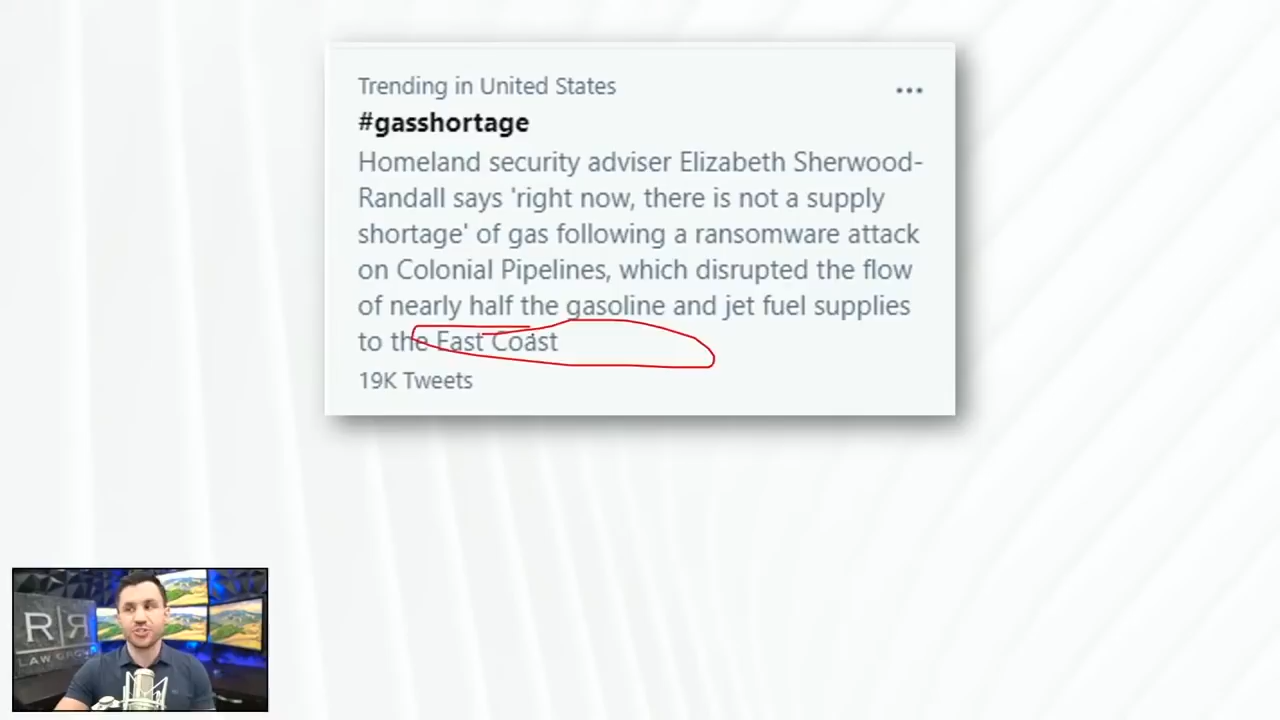 Trending in United States
#gasshortage
Homeland security adviser Elizabeth Sherwood-
Randall says 'right now, there is not a supply
shortage' of gas following a ransomware attack
on Colonial Pipelines, which disrupted the flow
of nearly half the gasoline and jet fuel supplies
to the East Coast
19K Tweets
R|Я
LAW GROUP